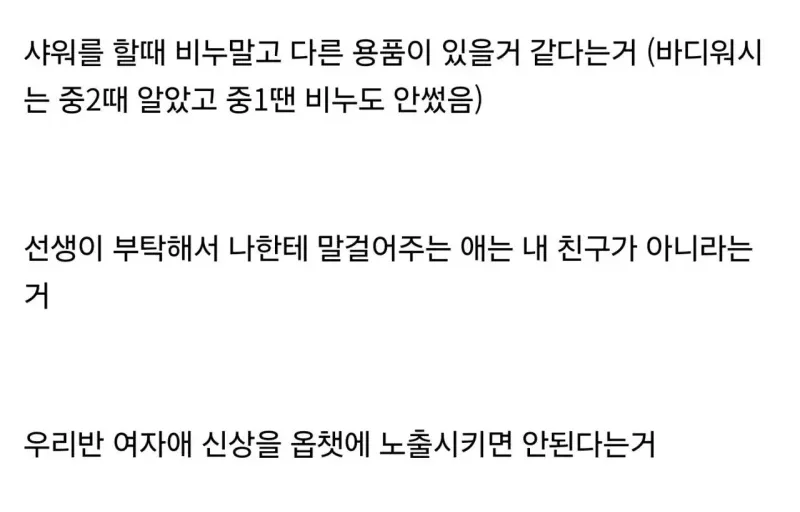 샤워를 할때 비누말고 다른 용품이 있을거 같다는거 (바디워시
는 중2때 알았고 중1땐 비누도 안썼음)
선생이 부탁해서 나한테 말걸어주는 애는 내 친구가 아니라는
거
우리반 여자애 신상을 옵챗에 노출시키면 안된다는거